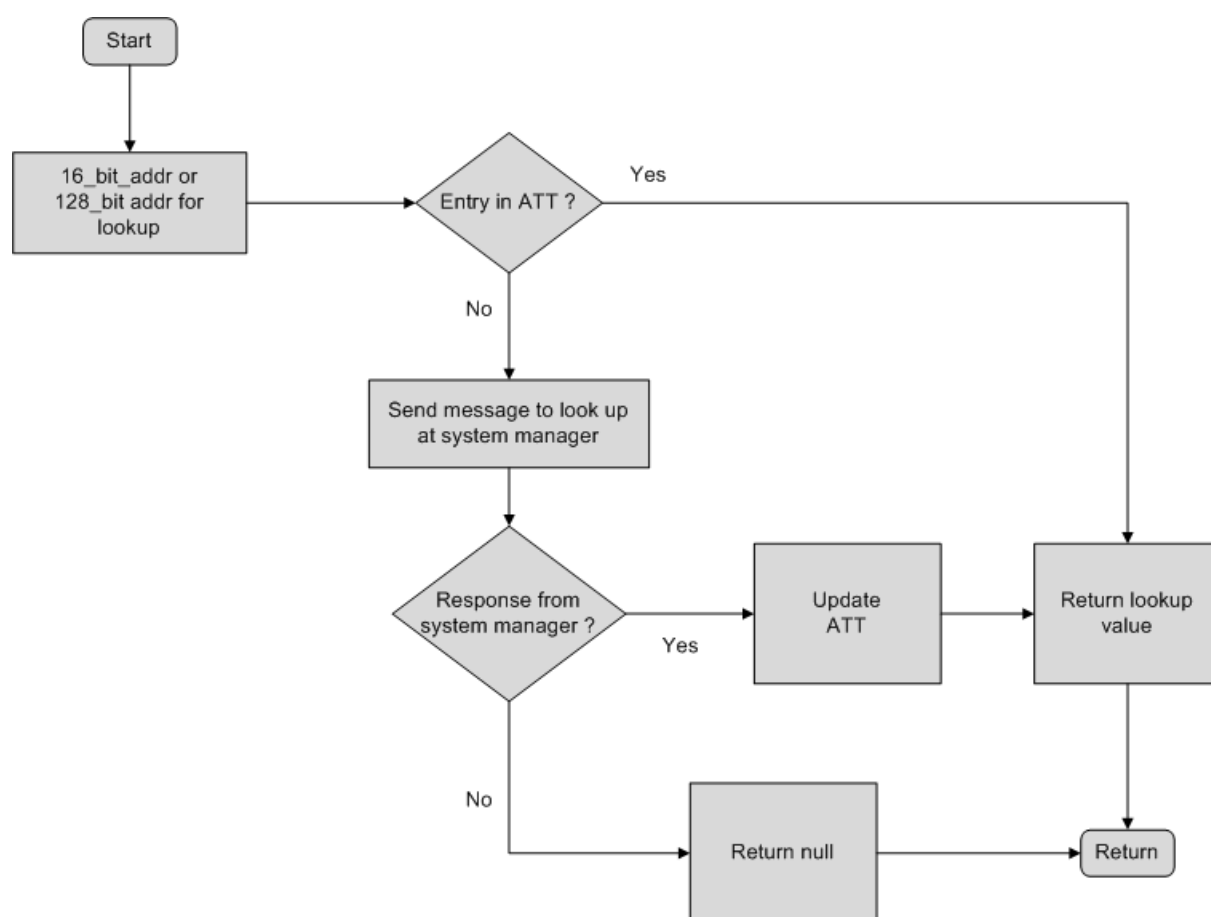 Start
16_bit_addr or
128_bit addr for
lookup
Entry in ATT ?
Yes
No
Send message to look up
at system manager
Response from
system manager ?
Yes
Update
ATT
Return lookup
value
No
Return null
Return